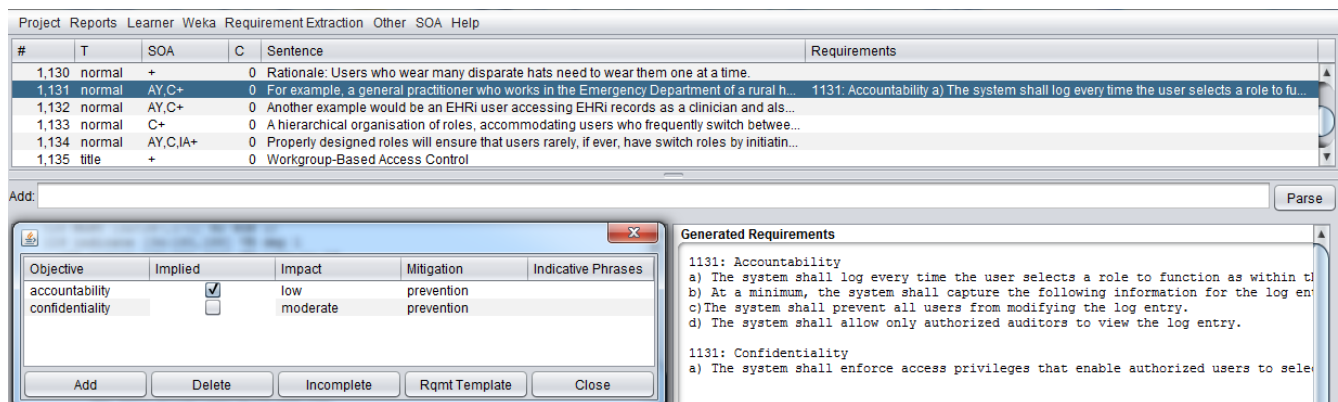 Project Reports Learner Weka Requirement Extraction Other SOA Help
# T SOA C Sentence Requirements
1,130 normal + 0 Rationale: Users who wear many disparate hats need to wear them one at a time.
1,131 normal AY,C+ 0 For example, a general practitioner who works in the Emergency Department of a rural h... 1131: Accountability a) The system shall log every time the user selects a role to fu...
1,132 normal AY,C+ 0 Another example would be an EHRi user accessing EHRi records as a clinician and als...
1,133 normal C+ 0 A hierarchical organisation of roles, accommodating users who frequently switch betwee...
1,134 normal AY,C,IA+ 0 Properly designed roles will ensure that users rarely, if ever, have switch roles by initiatin...
1,135 title + 0 Workgroup-Based Access Control
Add: Parse
Objective Implied Impact Mitigation Indicative Phrases
accountability low prevention
confidentiality moderate prevention
Add Delete Incomplete Rqmt Template Close
Generated Requirements
1131: Accountability
a) The system shall log every time the user selects a role to function as within
b) At a minimum, the system shall capture the following information for the log
c)The system shall prevent all users from modifying the log entry.
d) The system shall allow only authorized auditors to view the log entry.
1131: Confidentiality
a) The system shall enforce access privileges that enable authorized users to